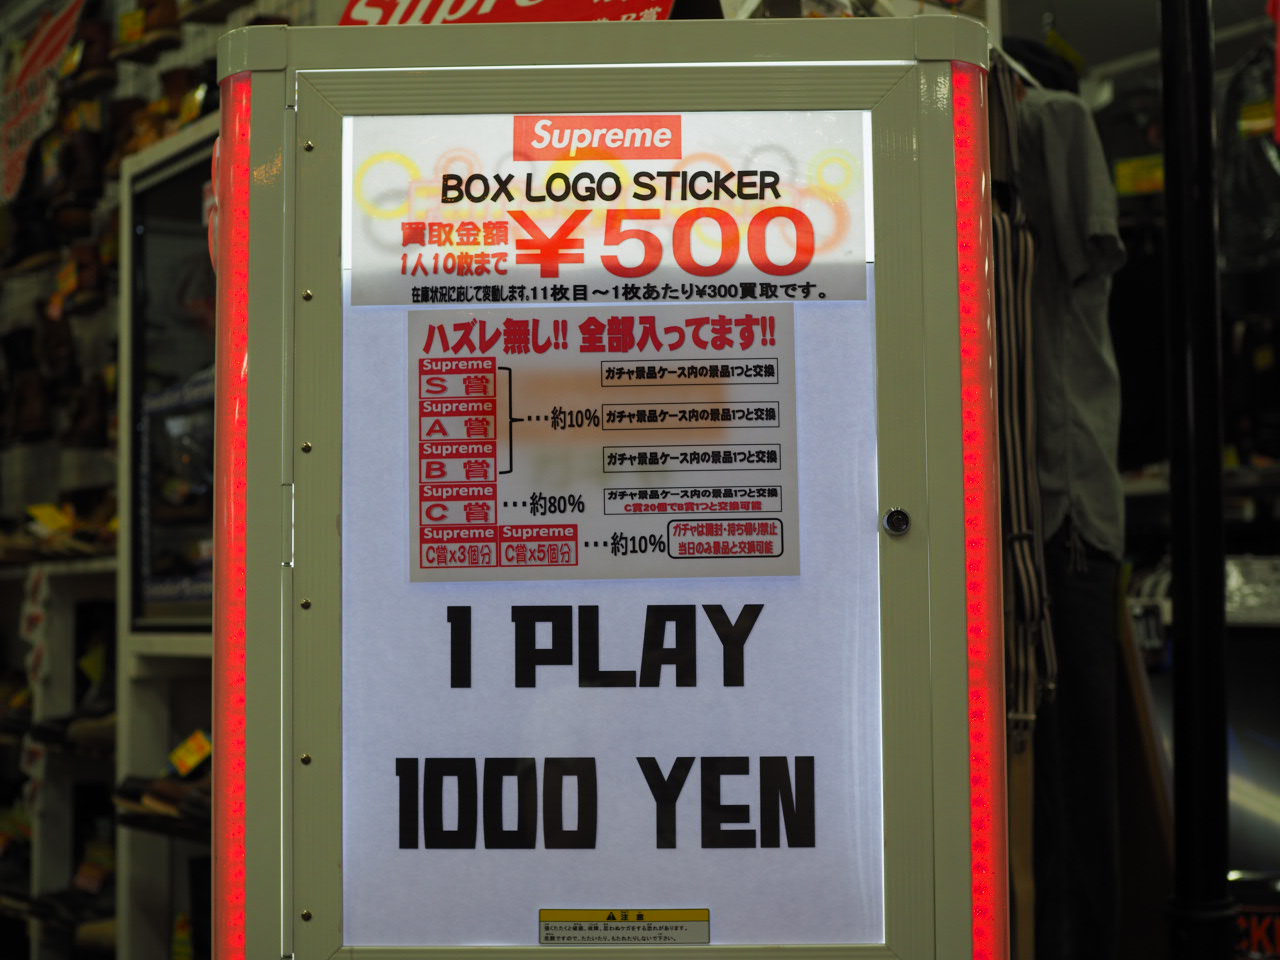 Supreme
Supreme
BOX LOGO STICKER
買取金額
1人10枚まで
¥500
在庫状況に応じて変動します。11枚目～1枚あたり¥300買取です。
ハズレ無し!! 全部入ってます!!
Supreme
S 賞
ガチャ景品ケース内の景品1つと交換
Supreme
A 賞
…約10%
ガチャ景品ケース内の景品1つと交換
Supreme
B 賞
ガチャ景品ケース内の景品1つと交換
Supreme
C 賞
…約80%
ガチャ景品ケース内の景品1つと交換
C賞20個でB賞1つと交換可能
Supreme
C賞x3個分
Supreme
C賞x5個分
…約10%
ガチャは開封・持ち帰り禁止
当日のみ景品と交換可能
1 PLAY
1000 YEN
注意